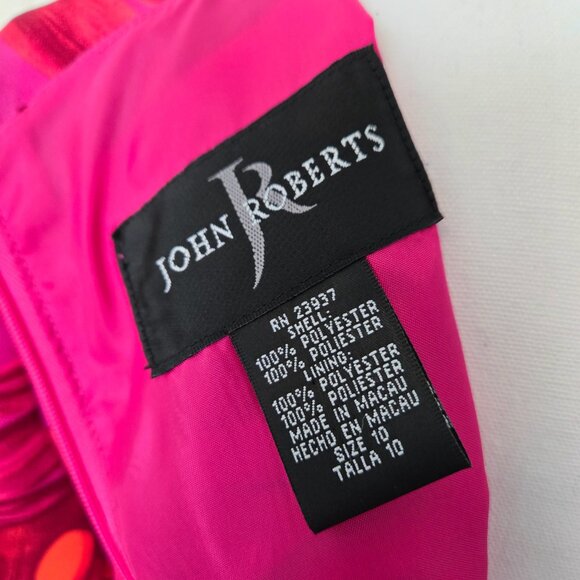 JR
JOHN ROBERTS
RN 23937
SHELL:
100% POLYESTER
100% POLIESTER
LINING:
100% POLYESTER
100% POLIESTER
MADE IN MACAU
HECHO EN MACAU
SIZE 10
TALLA 10